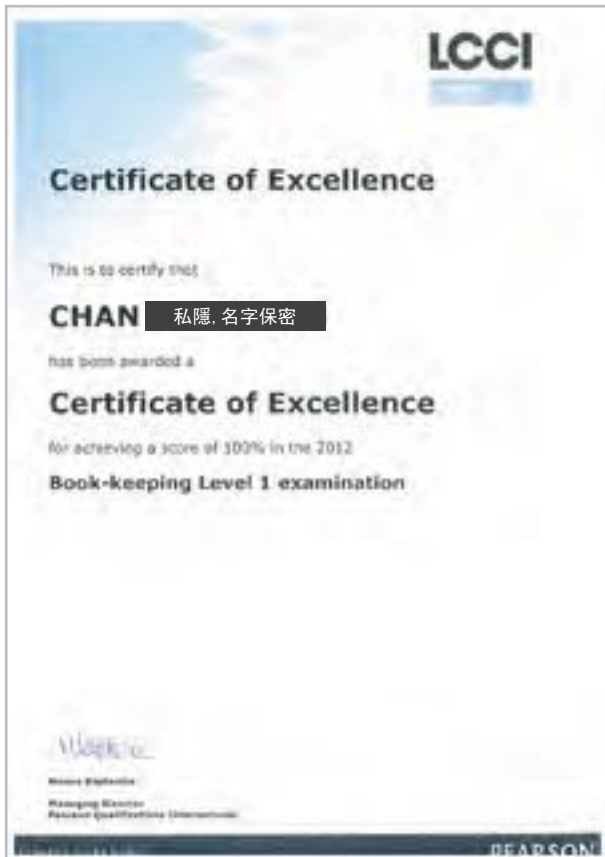 LCCI
Certificate of Excellence
This is to certify that
CHAN 私隱, 名字保密
has been awarded a
Certificate of Excellence
for achieving a score of 100% in the 2012
Book-keeping Level 1 examination
Managing Director
Pearson Qualifications International
PEARSON